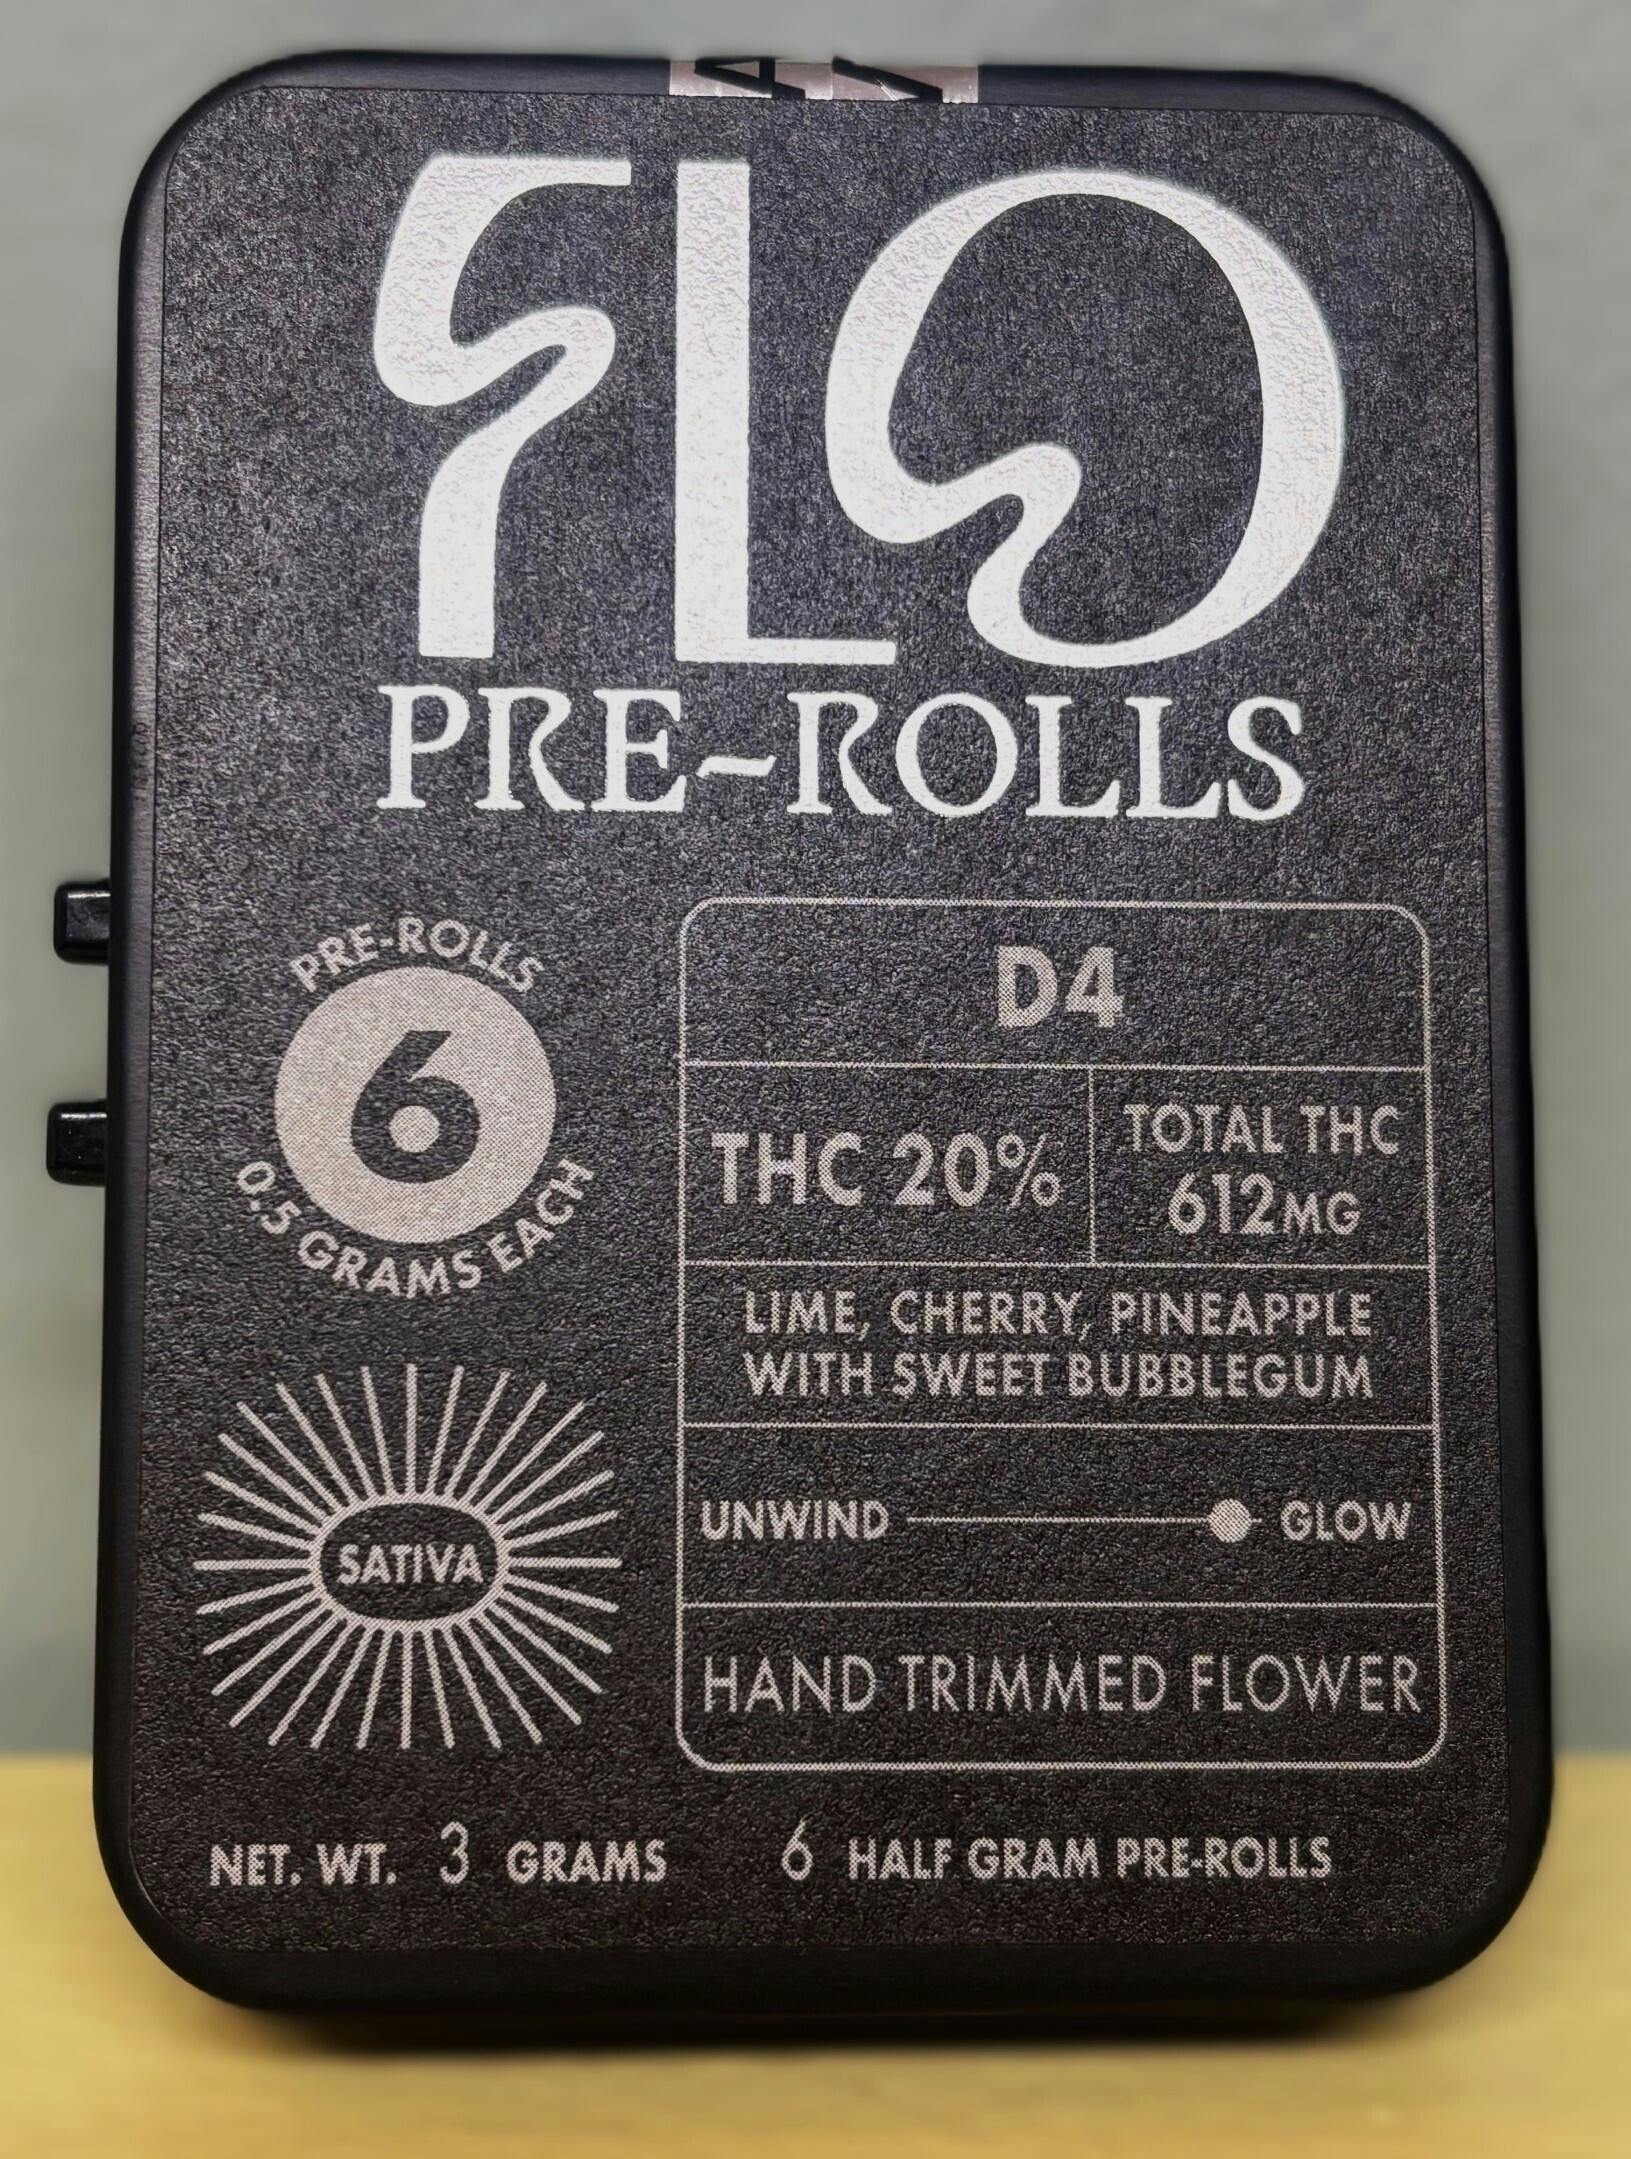 FLO
PRE-ROLLS
PRE-ROLLS
6
0.5 GRAMS EACH
SATIVA
D4
THC 20%
TOTAL THC
612MG
LIME, CHERRY, PINEAPPLE
WITH SWEET BUBBLEGUM
UNWIND GLOW
HAND TRIMMED FLOWER
NET. WT. 3 GRAMS 6 HALF GRAM PRE-ROLLS